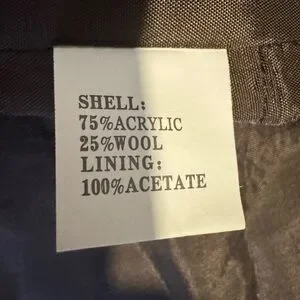 SHELL:
75%ACRYLIC
25%WOOL
LINING:
100%ACETATE